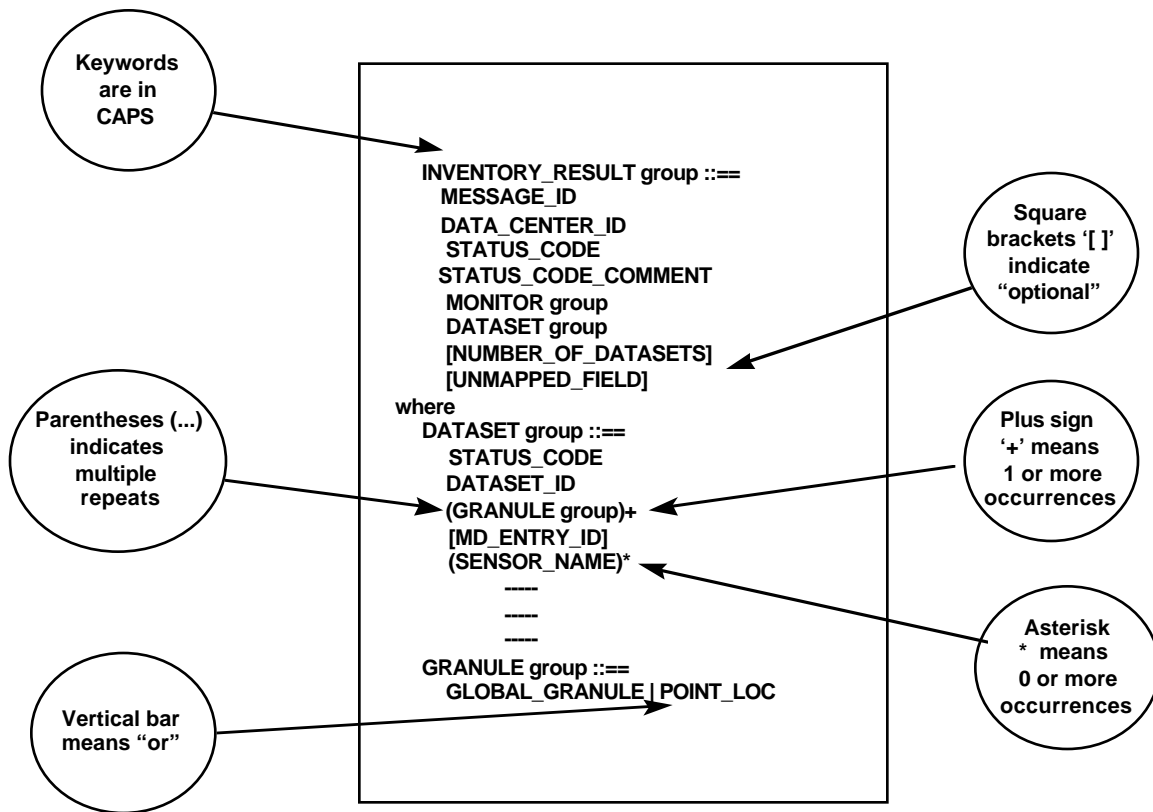 Keywords
are in
CAPS
INVENTORY_RESULT group ::==
MESSAGE_ID
DATA_CENTER_ID
STATUS_CODE
STATUS_CODE_COMMENT
MONITOR group
DATASET group
[NUMBER_OF_DATASETS]
[UNMAPPED_FIELD]
where
DATASET group ::==
STATUS_CODE
DATASET_ID
(GRANULE group)+
[MD_ENTRY_ID]
(SENSOR_NAME)*
-----
-----
-----
GRANULE group ::==
GLOBAL_GRANULE | POINT_LOC
Square
brackets ‘[ ]’
indicate
“optional”
Parentheses (...)
indicates
multiple
repeats
Plus sign
‘+’ means
1 or more
occurrences
Asterisk
* means
0 or more
occurrences
Vertical bar
means “or”